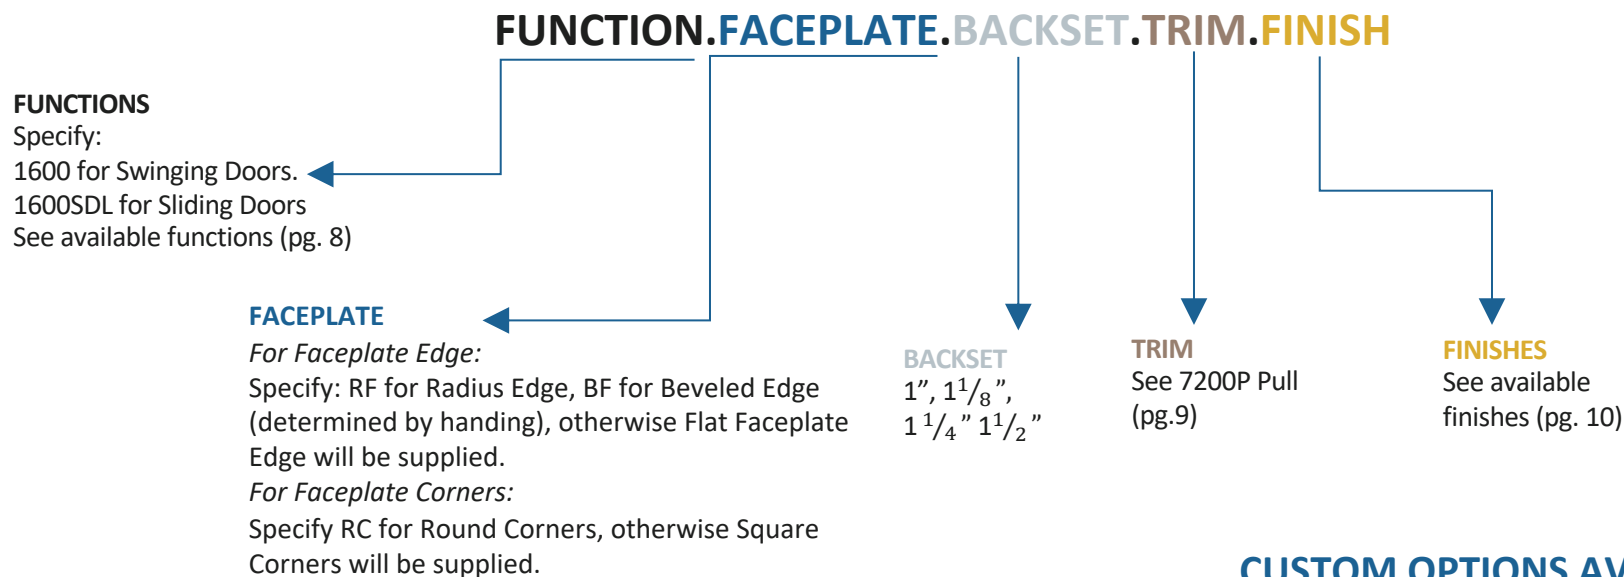 FUNCTION.FACEPLATE.BACKSET.TRIM.FINISH
FUNCTIONS
Specify:
1600 for Swinging Doors.
1600SDL for Sliding Doors
See available functions (pg. 8)
FACEPLATE
For Faceplate Edge:
Specify: RF for Radius Edge, BF for Beveled Edge
(determined by handing), otherwise Flat Faceplate
Edge will be supplied.
For Faceplate Corners:
Specify RC for Round Corners, otherwise Square
Corners will be supplied.
BACKSET
1”, 1 1/8”,
1 1/4” 1 1/2”
TRIM
See 7200P Pull
(pg.9)
FINISHES
See available
finishes (pg. 10)
CUSTOM OPTIONS AV